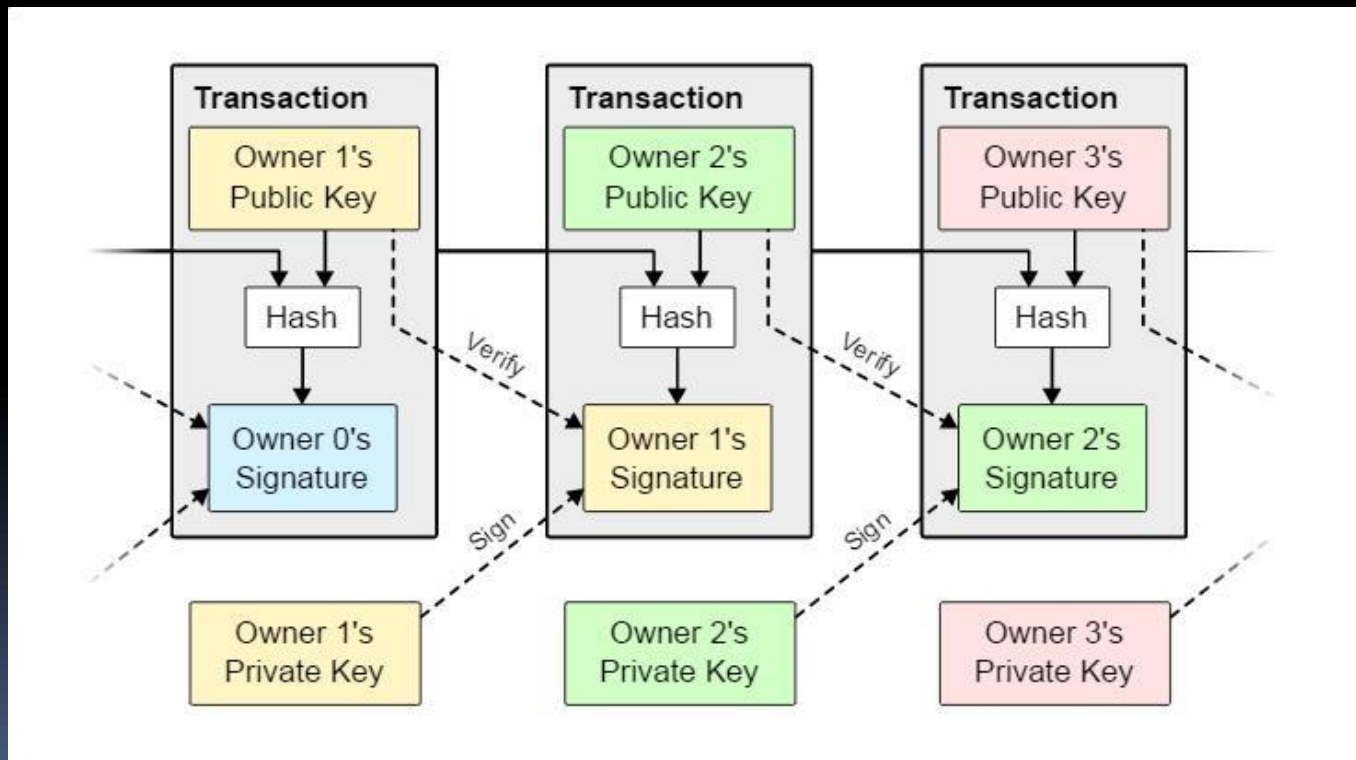 Transaction
Owner 1's
Public Key
Hash
Owner 0's
Signature
Transaction
Owner 2's
Public Key
Hash
Verify
Owner 1's
Signature
Sign
Transaction
Owner 3's
Public Key
Hash
Verify
Owner 2's
Signature
Sign
Owner 1's
Private Key
Owner 2's
Private Key
Owner 3's
Private Key